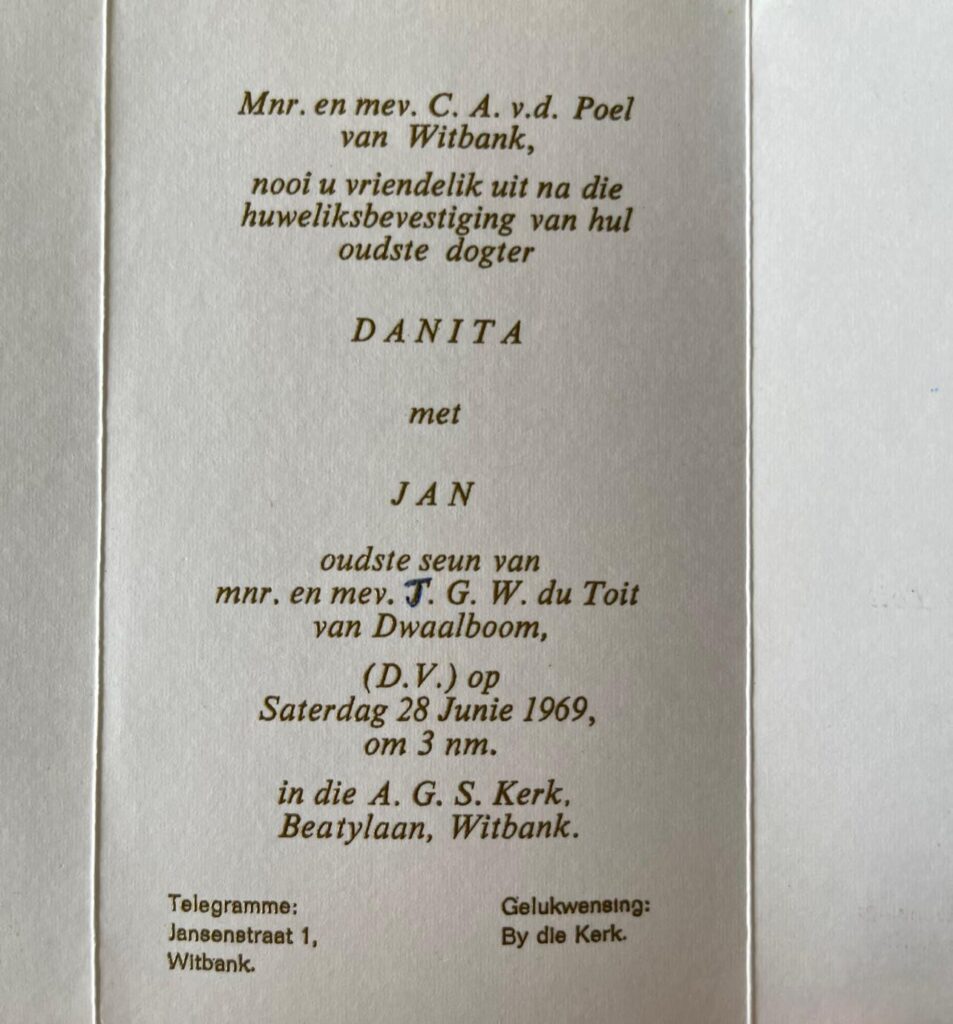 Mnr. en mev. C. A. v.d. Poel
van Witbank,
nooi u vriendelik uit na die
huweliksbevestiging van hul
oudste dogter
DANITA
met
JAN
oudste seun van
mnr. en mev. J. G. W. du Toit
van Dwaalboom,
(D.V.) op
Saterdag 28 Junie 1969,
om 3 nm.
in die A. G. S. Kerk,
Beatylaan, Witbank.
Telegramme:
Jansenstraat 1,
Witbank.
Gelukwensing:
By die Kerk.